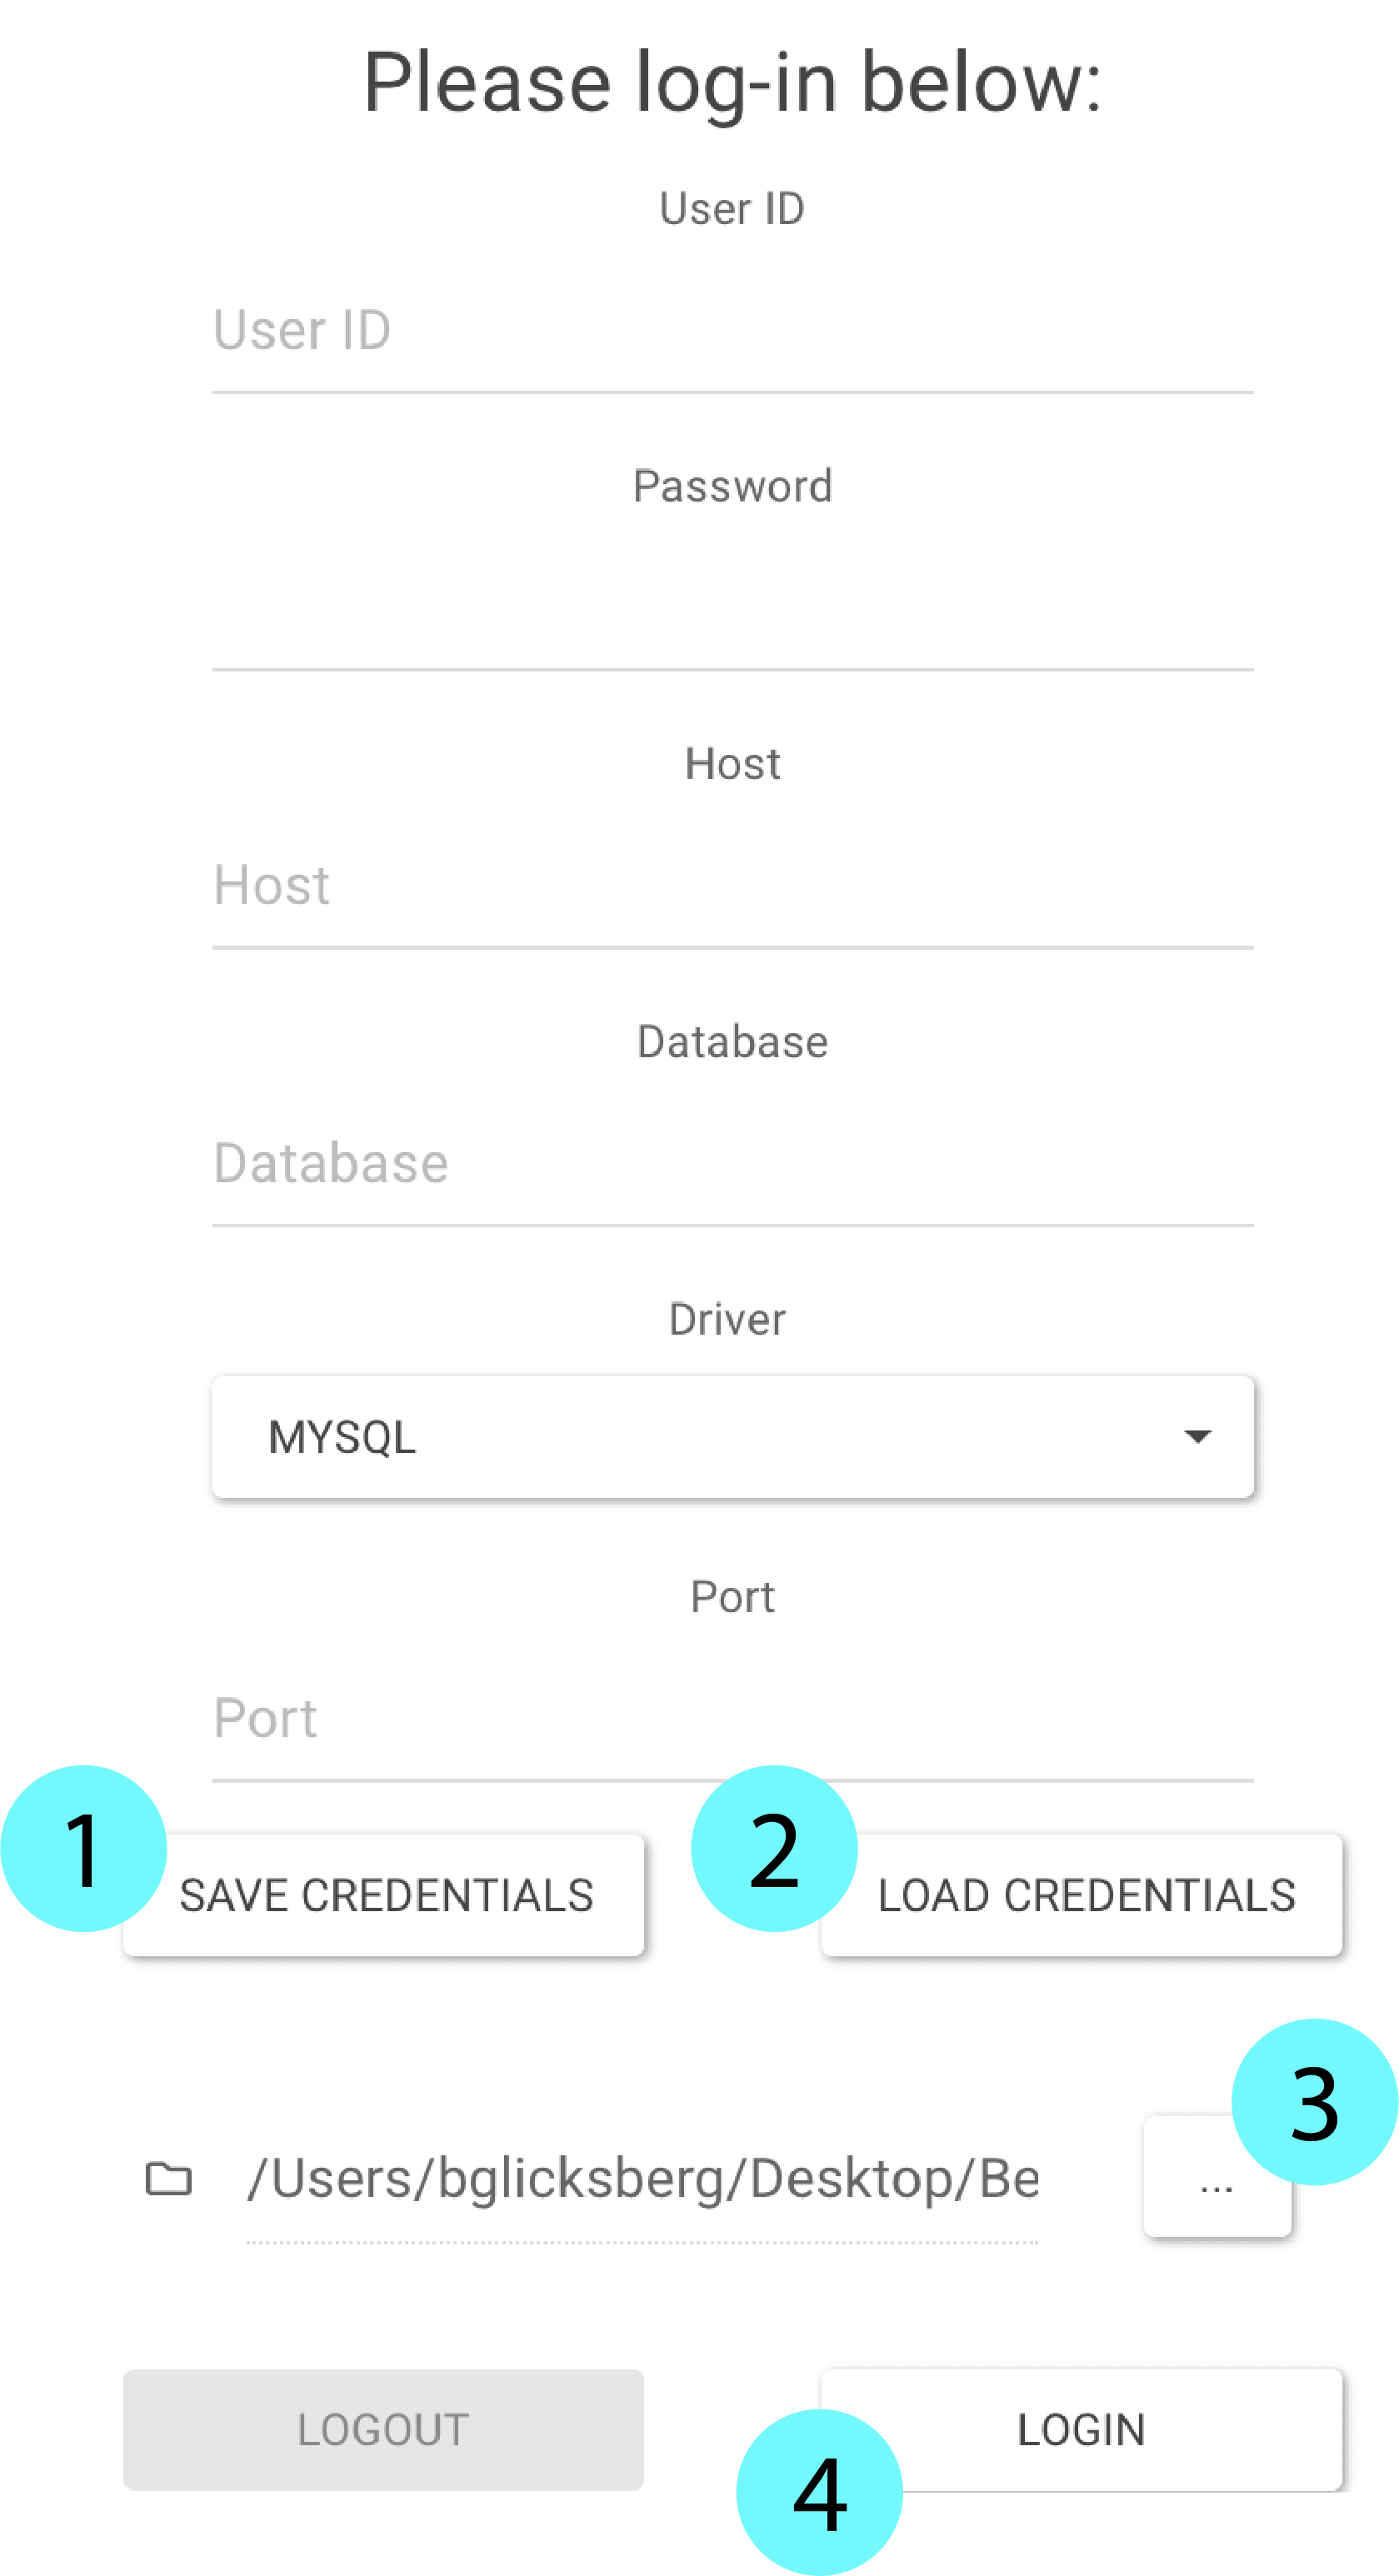 Please log-in below:
User ID
User ID
Password
Host
Host
Database
Database
Driver
MYSQL
Port
Port
1
SAVE CREDENTIALS
2
LOAD CREDENTIALS
3
/Users/bglicksberg/Desktop/Be
...
LOGOUT
4
LOGIN